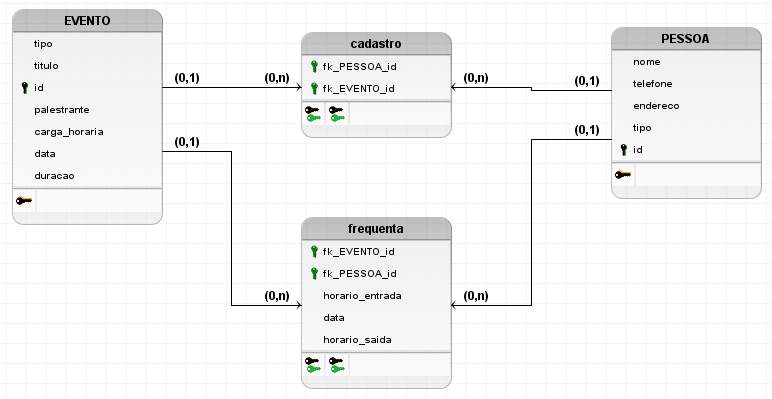 EVENTO
tipo
titulo
id
palestrante
carga_horaria
data
duracao
(0,1)
(0,n)
cadastro
fk_PESSOA_id
fk_EVENTO_id
(0,n)
(0,1)
PESSOA
nome
telefone
endereco
tipo
id
(0,1)
(0,n)
frequenta
fk_EVENTO_id
fk_PESSOA_id
horario_entrada
data
horario_saida
(0,n)
(0,1)